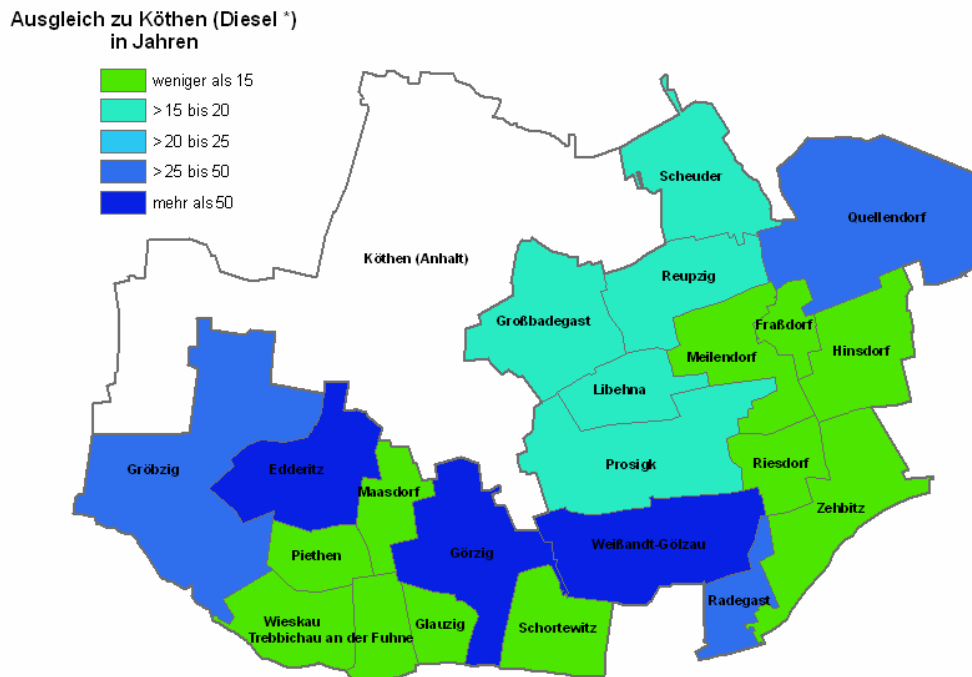 Ausgleich zu Köthen (Diesel *)
in Jahren
weniger als 15
>15 bis 20
>20 bis 25
>25 bis 50
mehr als 50
Scheuder
Quellendorf
Köthen (Anhalt)
Reupzig
Großbadegast
Fraßdorf
Meilendorf
Hinsdorf
Libehna
Gröbzig
Edderitz
Prosigk
Riesdorf
Maasdorf
Zehbitz
Piethen
Görzig
Weißandt-Gölzau
Radegast
Wieskau
Trebbichau an der Fuhne
Glauzig
Schortewitz